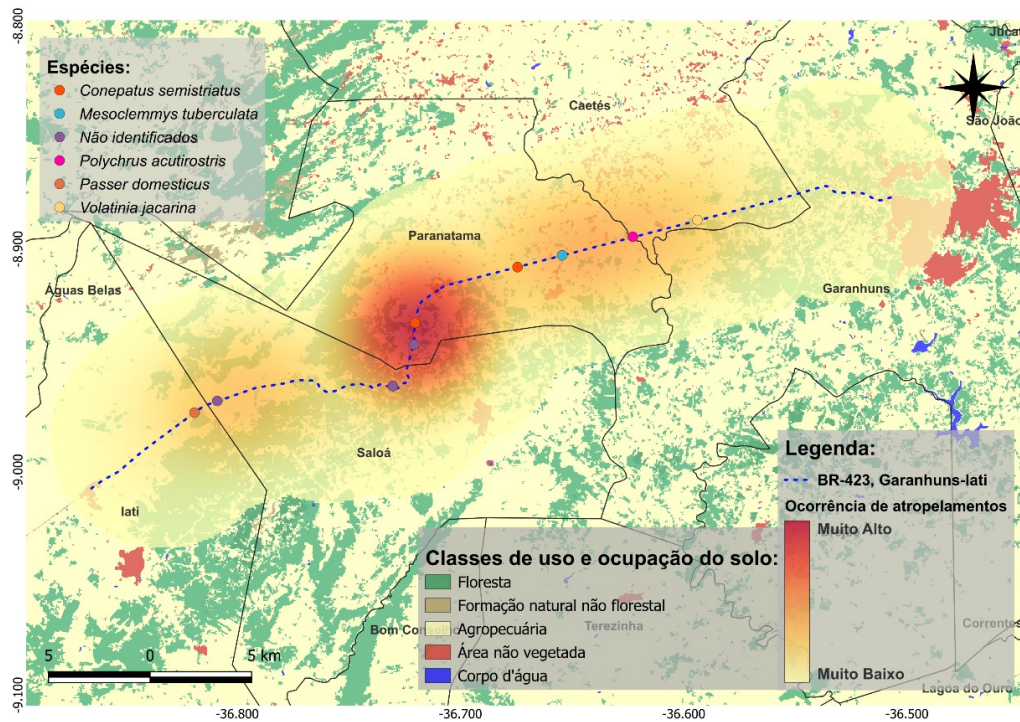 -8.800
-8.900
-9.000
-9.100
Espécies:
Conepatus semistriatus
Mesoclemmys tuberculata
Não identificados
Polychrus acutirostris
Passer domesticus
Volatinia jacarina
Caetés
São João
Paranatama
Águas Belas
Garanhuns
Saloá
Iati
Bom Conselho
Terezinha
Correntes
Lagoa do Ouro
Legenda:
BR-423, Garanhuns-Iati
Ocorrência de atropelamentos
Muito Alto
Muito Baixo
Classes de uso e ocupação do solo:
Floresta
Formação natural não florestal
Agropecuária
Área não vegetada
Corpo d'água
5 0 5 km
-36.800 -36.700 -36.600 -36.500